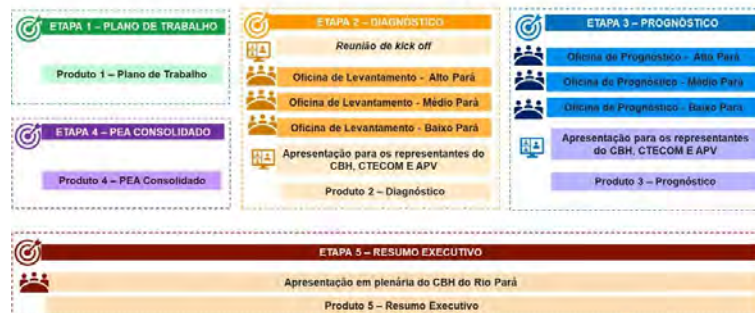 ETAPA 1 – PLANO DE TRABALHO
Produto 1 – Plano de Trabalho
ETAPA 2 – DIAGNÓSTICO
Reunião de kick off
Oficina de Levantamento - Alto Pará
Oficina de Levantamento - Médio Pará
Oficina de Levantamento - Baixo Pará
Apresentação para os representantes do
CBH, CTECOM E APV
Produto 2 – Diagnóstico
ETAPA 3 – PROGNÓSTICO
Oficina de Prognóstico - Alto Pará
Oficina de Prognóstico - Médio Pará
Oficina de Prognóstico - Baixo Pará
Apresentação para os representantes
do CBH, CTECOM E APV
Produto 3 – Prognóstico
ETAPA 4 – PEA CONSOLIDADO
Produto 4 – PEA Consolidado
ETAPA 5 – RESUMO EXECUTIVO
Apresentação em plenária do CBH do Rio Pará
Produto 5 – Resumo Executivo